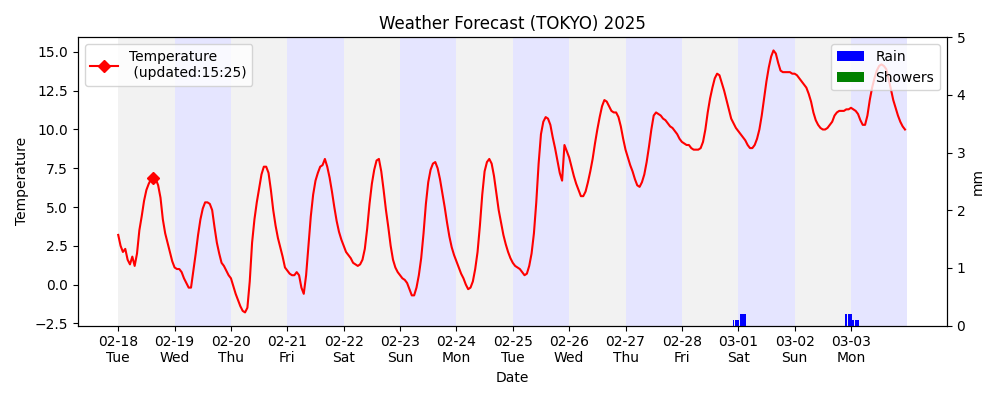 Weather Forecast (TOKYO) 2025
Temperature
(updated:15:25)
Rain
Showers
Temperature
15.0
12.5
10.0
7.5
5.0
2.5
0.0
−2.5
5
4
3
2
1
0
mm
02-18 02-19 02-20 02-21 02-22 02-23 02-24 02-25 02-26 02-27 02-28 03-01 03-02 03-03
Tue Wed Thu Fri Sat Sun Mon Tue Wed Thu Fri Sat Sun Mon
Date